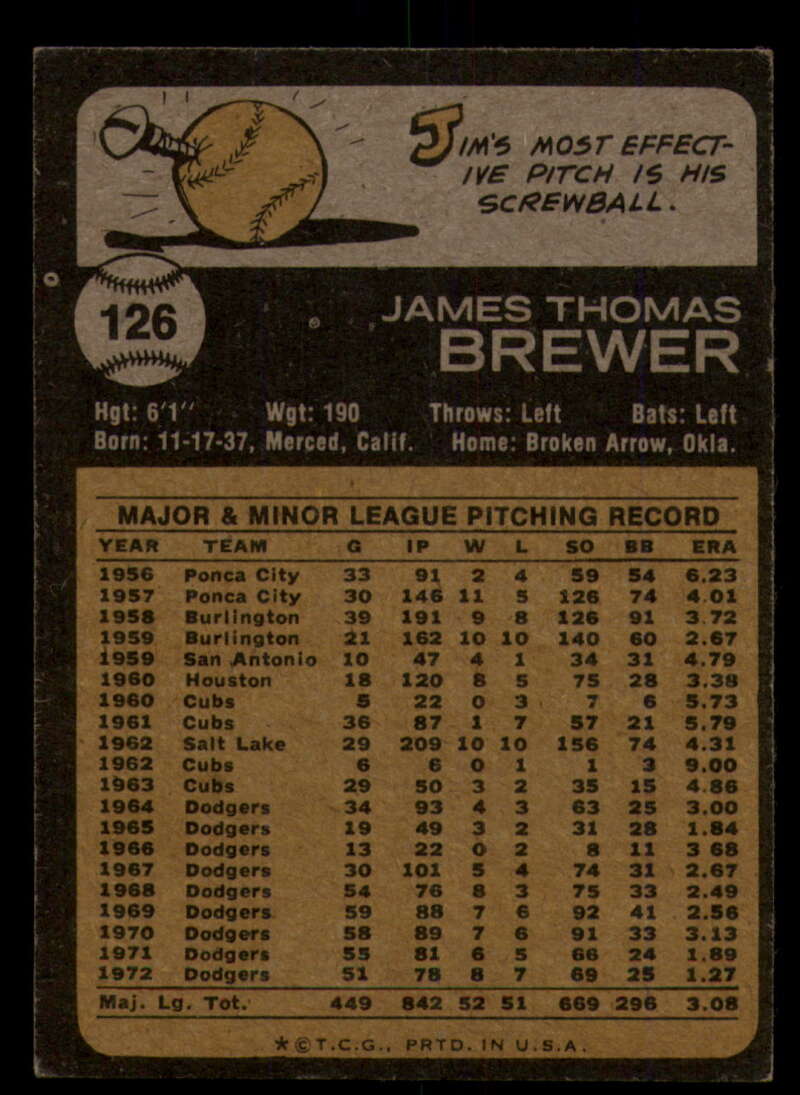 JIM'S MOST EFFECT-
IVE PITCH IS HIS
SCREWBALL.
126
JAMES THOMAS
BREWER
Hgt: 6'1" Wgt: 190 Throws: Left Bats: Left
Born: 11-17-37, Merced, Calif. Home: Broken Arrow, Okla.
MAJOR & MINOR LEAGUE PITCHING RECORD
YEAR TEAM G IP W L SO BB ERA
1956 Ponca City 33 91 2 4 59 54 6.23
1957 Ponca City 30 146 11 5 126 74 4.01
1958 Burlington 39 191 9 8 126 91 3.72
1959 Burlington 21 162 10 10 140 60 2.67
1959 San Antonio 10 47 4 1 34 31 4.79
1960 Houston 18 120 8 5 75 28 3.38
1960 Cubs 5 22 0 3 7 6 5.73
1961 Cubs 36 87 1 7 57 21 5.79
1962 Salt Lake 29 209 10 10 156 74 4.31
1962 Cubs 6 6 0 1 1 3 9.00
1963 Cubs 29 50 3 2 35 15 4.86
1964 Dodgers 34 93 4 3 63 25 3.00
1965 Dodgers 19 49 3 2 31 28 1.84
1966 Dodgers 13 22 0 2 8 11 3 68
1967 Dodgers 30 101 5 4 74 31 2.67
1968 Dodgers 54 76 8 3 75 33 2.49
1969 Dodgers 59 88 7 6 92 41 2.56
1970 Dodgers 58 89 7 6 91 33 3.13
1971 Dodgers 55 81 6 5 66 24 1.89
1972 Dodgers 51 78 8 7 69 25 1.27
Maj. Lg. Tot. 449 842 52 51 669 296 3.08
★©T.C.G., PRTD. IN U.S.A.